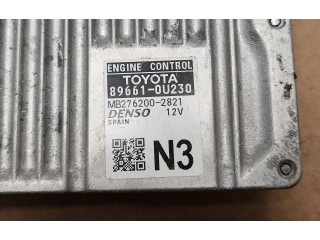 ENGINE CONTROL
TOYOTA
89661-0U230
MB276200-2821
DENSO 12V
SPAIN
N3